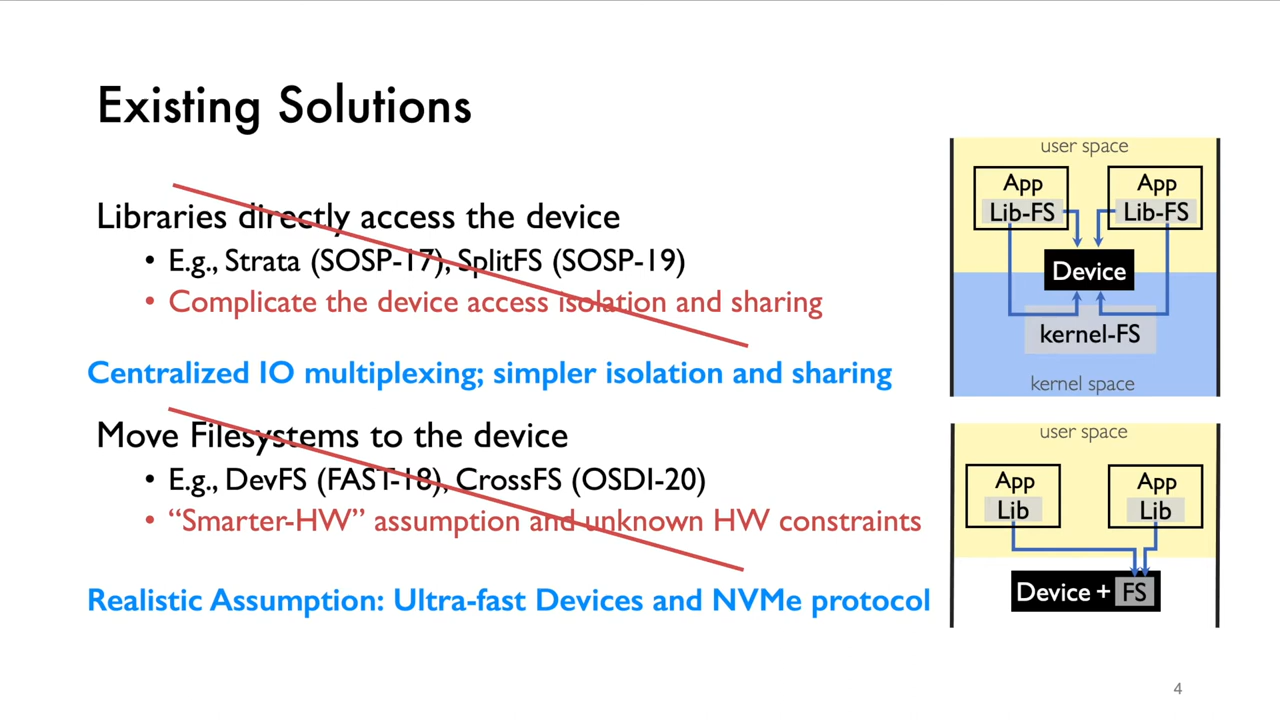 Existing Solutions
Libraries directly access the device
• E.g., Strata (SOSP-17), SplitFS (SOSP-19)
• Complicate the device access isolation and sharing
Centralized IO multiplexing; simpler isolation and sharing
Move Filesystems to the device
• E.g., DevFS (FAST-18), CrossFS (OSDI-20)
• “Smarter-HW” assumption and unknown HW constraints
Realistic Assumption: Ultra-fast Devices and NVMe protocol
user space
App
Lib-FS
App
Lib-FS
Device
kernel-FS
kernel space
user space
App
Lib
App
Lib
Device + FS
4